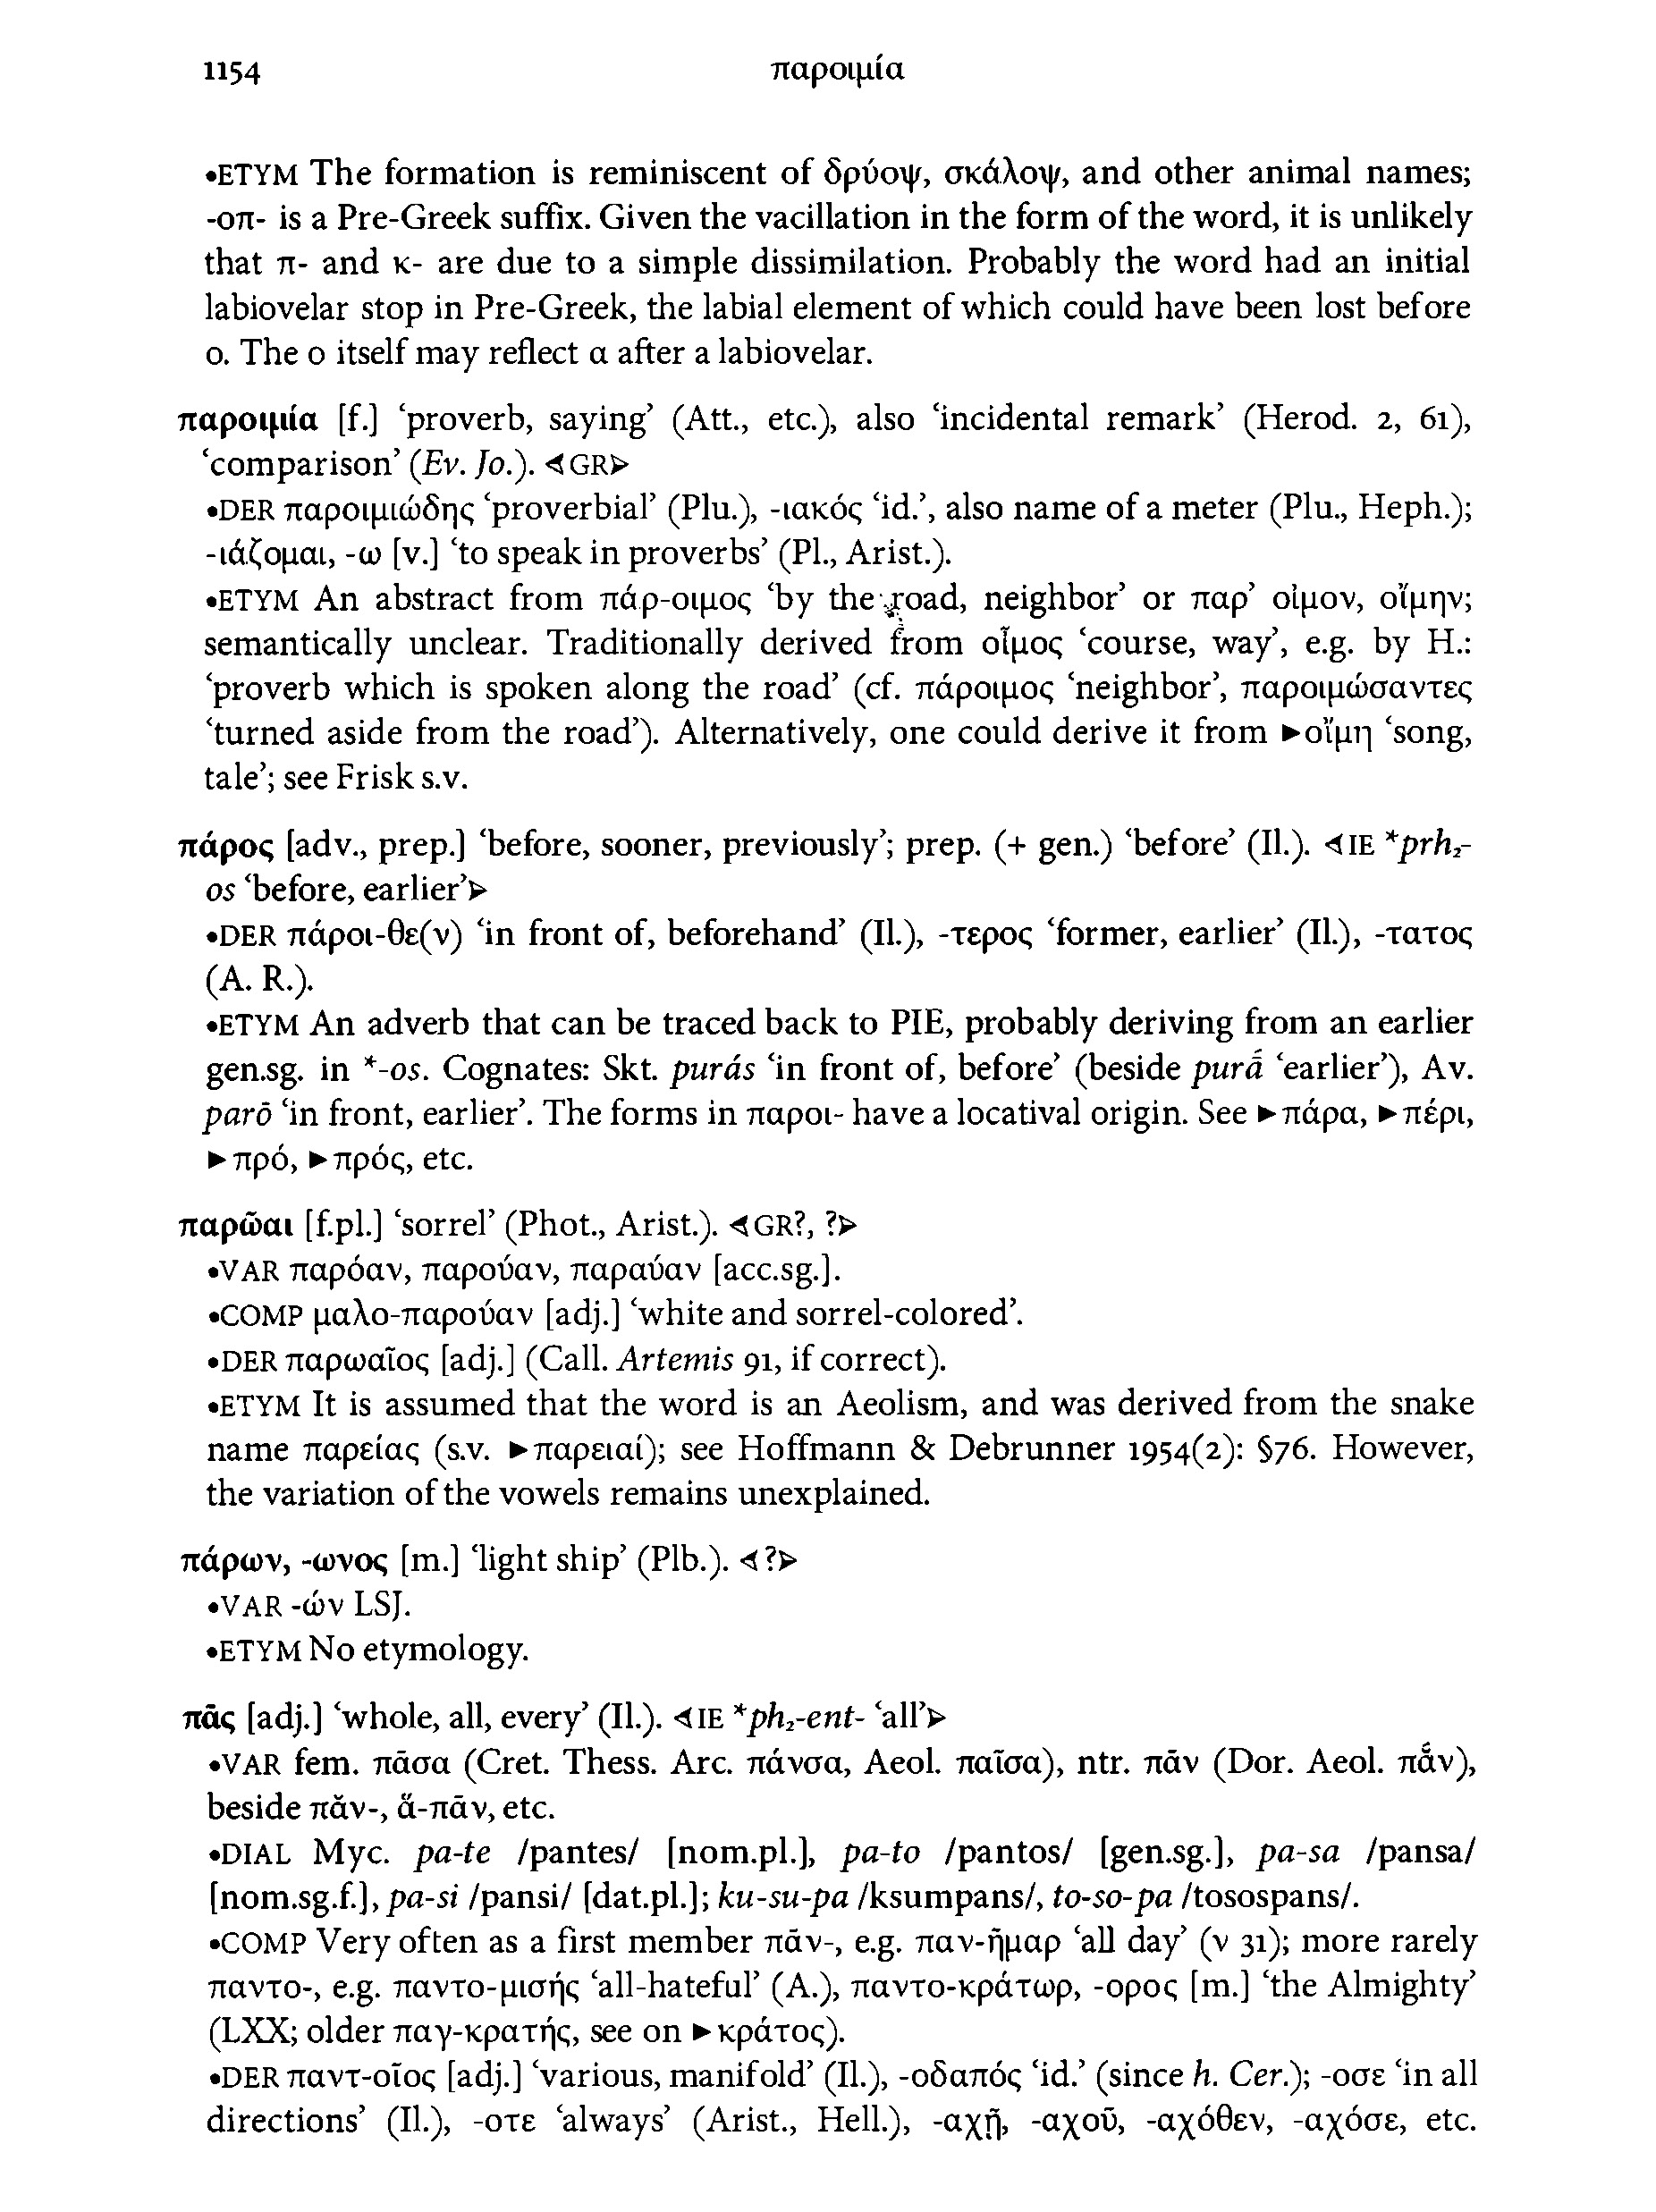 1154 παροιμία
•ETYM The formation is reminiscent of δρύοψ, σκάλοψ, and other animal names;
-οπ- is a Pre-Greek suffix. Given the vacillation in the form of the word, it is unlikely
that π- and κ- are due to a simple dissimilation. Probably the word had an initial
labiovelar stop in Pre-Greek, the labial element of which could have been lost before
ο. The ο itself may reflect α after a labiovelar.
παροιμία [f.] ‘proverb, saying’ (Att., etc.), also ‘incidental remark’ (Herod. 2, 61),
‘comparison’ (Ev. Jo.). ⊲GR⊳
•DER παροιμιώδης ‘proverbial’ (Plu.), -ιακός ‘id.’, also name of a meter (Plu., Heph.);
-ιάζομαι, -ω [v.] ‘to speak in proverbs’ (Pl., Arist.).
•ETYM An abstract from πάρ-οιμος ‘by the road, neighbor’ or παρ’ οἶμον, οἴμην;
semantically unclear. Traditionally derived from οἶμος ‘course, way’, e.g. by H.:
‘proverb which is spoken along the road’ (cf. πάροιμος ‘neighbor’, παροιμώσαντες
‘turned aside from the road’). Alternatively, one could derive it from ►οἴμη ‘song,
tale’; see Frisk s.v.
πάρος [adv., prep.] ‘before, sooner, previously’; prep. (+ gen.) ‘before’ (Il.). ⊲IE *prh₂-
os ‘before, earlier’⊳
•DER πάροι-θε(ν) ‘in front of, beforehand’ (Il.), -τερος ‘former, earlier’ (Il.), -τατος
(A. R.).
•ETYM An adverb that can be traced back to PIE, probably deriving from an earlier
gen.sg. in *-os. Cognates: Skt. purás ‘in front of, before’ (beside purā́ ‘earlier’), Av.
parō ‘in front, earlier’. The forms in παροι- have a locatival origin. See ►πάρα, ►πέρι,
►πρό, ►πρός, etc.
παρῶαι [f.pl.] ‘sorrel’ (Phot., Arist.). ⊲GR?, ?⊳
•VAR παρόαν, παρούαν, παραύαν [acc.sg.].
•COMP μαλο-παρούαν [adj.] ‘white and sorrel-colored’.
•DER παρωαῖος [adj.] (Call. Artemis 91, if correct).
•ETYM It is assumed that the word is an Aeolism, and was derived from the snake
name παρείας (s.v. ►παρειαί); see Hoffmann & Debrunner 1954(2): §76. However,
the variation of the vowels remains unexplained.
πάρων, -ωνος [m.] ‘light ship’ (Plb.). ⊲?⊳
•VAR -ών LSJ.
•ETYM No etymology.
πᾶς [adj.] ‘whole, all, every’ (Il.). ⊲IE *ph₂-ent- ‘all’⊳
•VAR fem. πᾶσα (Cret. Thess. Arc. πάνσα, Aeol. παῖσα), ntr. πᾶν (Dor. Aeol. πᾰ́ν),
beside πᾰν-, ἅ-πᾱν, etc.
•DIAL Myc. pa-te /pantes/ [nom.pl.], pa-to /pantos/ [gen.sg.], pa-sa /pansa/
[nom.sg.f.], pa-si /pansi/ [dat.pl.]; ku-su-pa /ksumpans/, to-so-pa /tosospans/.
•COMP Very often as a first member πᾱν-, e.g. παν-ῆμαρ ‘all day’ (ν 31); more rarely
παντο-, e.g. παντο-μισής ‘all-hateful’ (A.), παντο-κράτωρ, -ορος [m.] ‘the Almighty’
(LXX; older παγ-κρατής, see on ►κράτος).
•DER παντ-οῖος [adj.] ‘various, manifold’ (Il.), -οδαπός ‘id.’ (since h. Cer.); -οσε ‘in all
directions’ (Il.), -οτε ‘always’ (Arist., Hell.), -αχῇ, -αχοῦ, -αχόθεν, -αχόσε, etc.